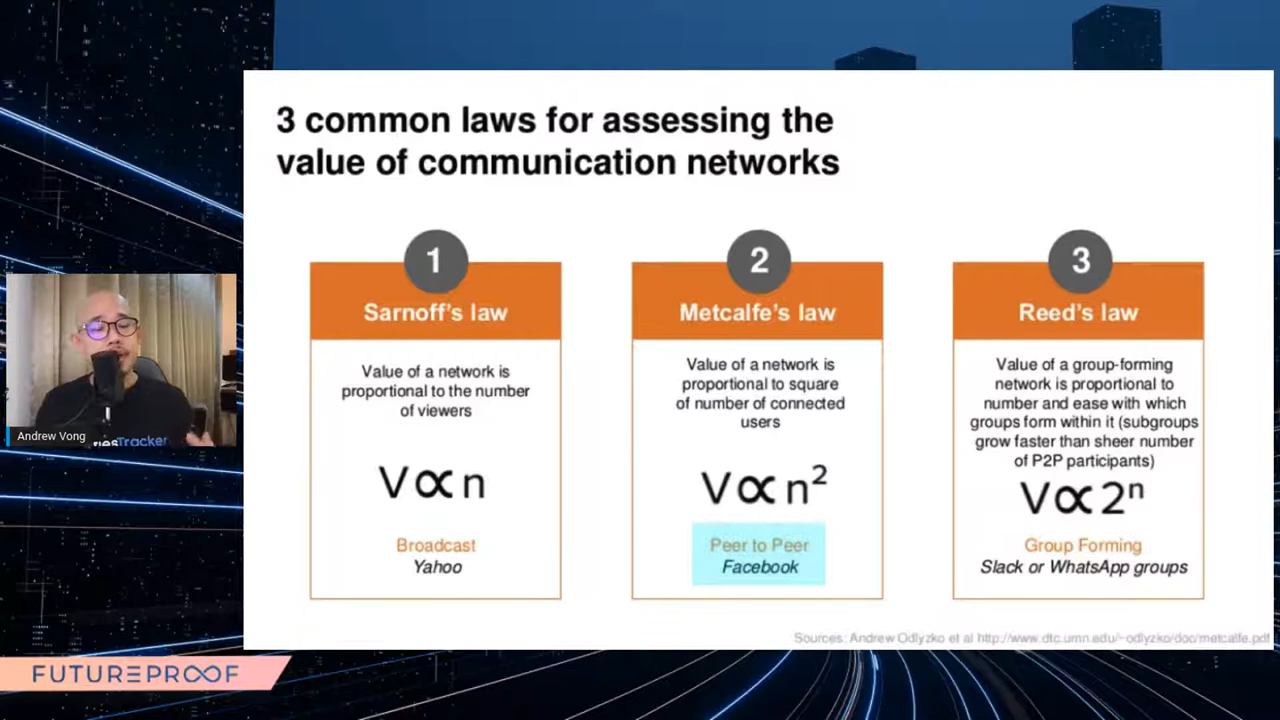 3 common laws for assessing the
value of communication networks
1
Sarnoff's law
Value of a network is
proportional to the number
of viewers
V∝n
Broadcast
Yahoo
2
Metcalfe's law
Value of a network is
proportional to square
of number of connected
users
V∝n²
Peer to Peer
Facebook
3
Reed's law
Value of a group-forming
network is proportional to
number and ease with which
groups form within it (subgroups
grow faster than sheer number
of P2P participants)
V∝2ⁿ
Group Forming
Slack or WhatsApp groups
Sources: Andrew Odlyzko et al http://www.dtc.umn.edu/~odlyzko/doc/metcalfe.pdf
Andrew Vong
Tracker
FUTUREPROOF